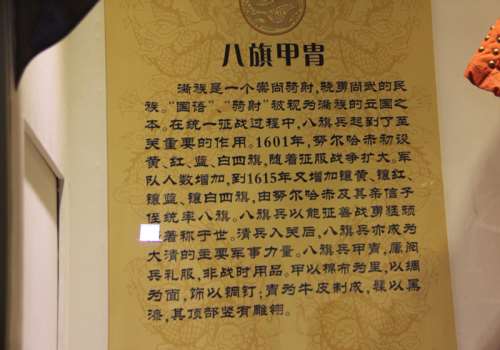 八旗甲胄
满族是一个崇尚骑射,骁勇尚武的民
族。“国语”、“骑射”被视为满族的立国之
本。在统一征战过程中,八旗兵起到了至
关重要的作用。1601年,努尔哈赤初设
黄、红、蓝、白四旗,随着征服战争扩大。军
队人数增加,到1615年又增加镶黄、镶红、
镶蓝、镶白四旗,由努尔哈赤及其亲信子
侄统率八旗。八旗兵以能征善战勇猛顽
著称于世。清兵入关后,八旗兵亦成为
大清的主要军事力量。八旗兵甲胄,属阅
兵礼服,非战时用品。甲以棉布为里,以绸
为面,饰以铜钉;胄为牛皮制成,髹以黑
漆,其顶部竖有雕翎。